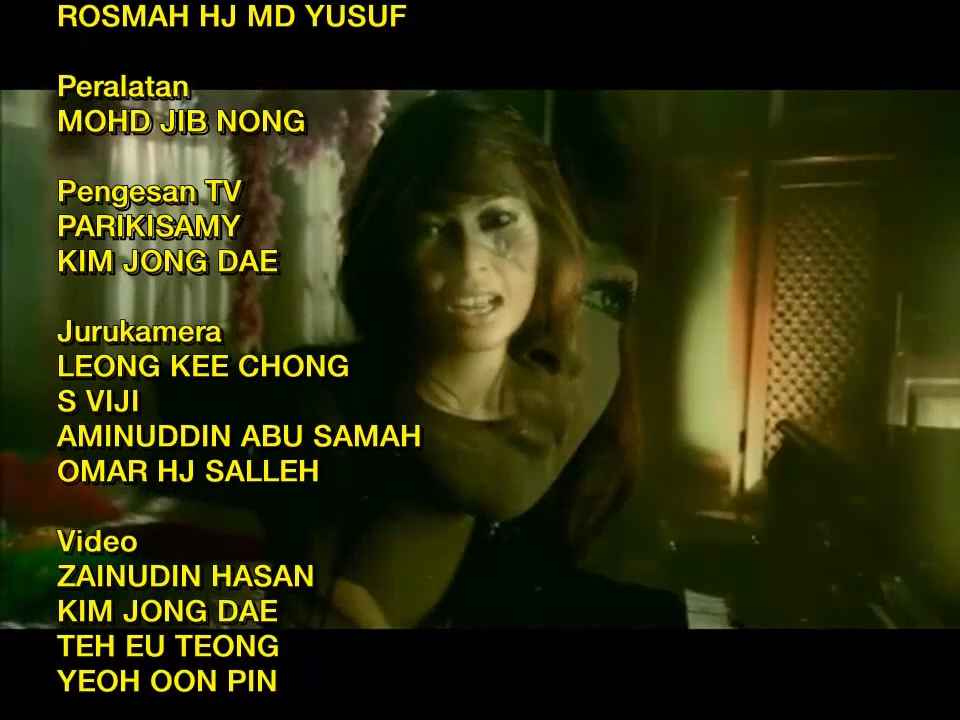 ROSMAH HJ MD YUSUF
Peralatan
MOHD JIB NONG
Pengesan TV
PARIKISAMY
KIM JONG DAE
Jurukamera
LEONG KEE CHONG
S VIJI
AMINUDDIN ABU SAMAH
OMAR HJ SALLEH
Video
ZAINUDIN HASAN
KIM JONG DAE
TEH EU TEONG
YEOH OON PIN